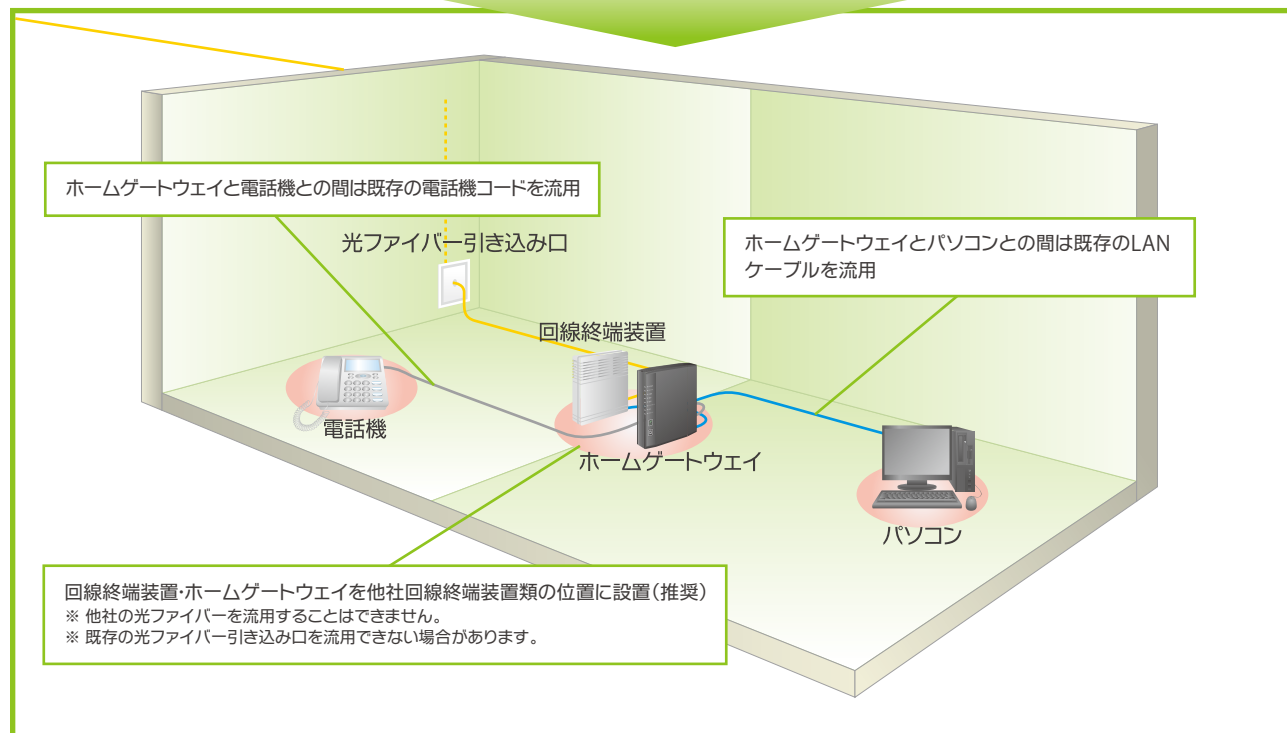 ホームゲートウェイと電話機との間は既存の電話機コードを流用
光ファイバー引き込み口
ホームゲートウェイとパソコンとの間は既存のLAN
ケーブルを流用
回線終端装置
電話機
ホームゲートウェイ
パソコン
回線終端装置・ホームゲートウェイを他社回線終端装置類の位置に設置(推奨)
※ 他社の光ファイバーを流用することはできません。
※ 既存の光ファイバー引き込み口を流用できない場合があります。